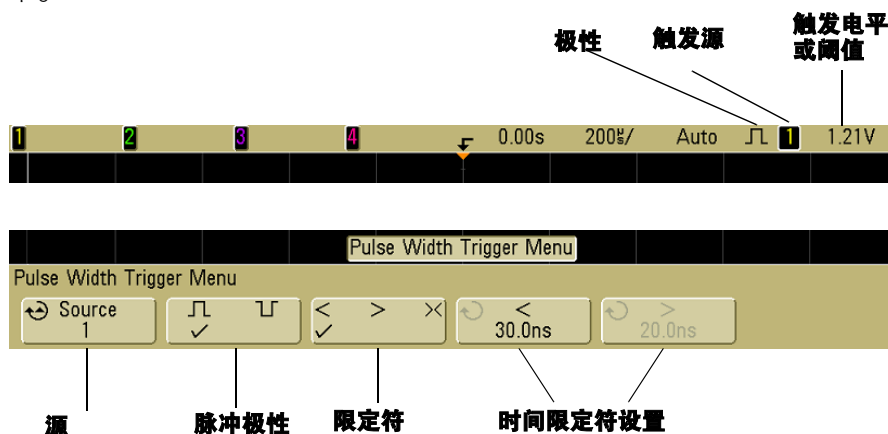 极性 触发源 触发电平
或阈值
1 2 3 4 0.00s 200㎲/ Auto 1 1.21V
Pulse Width Trigger Menu
Pulse Width Trigger Menu
Source < > >< < >
1 ✓ ✓ 30.0ns 20.0ns
源 脉冲极性 限定符 时间限定符设置